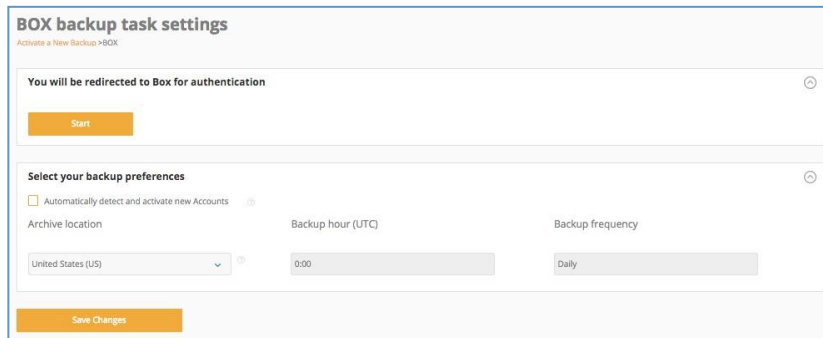 BOX backup task settings
Activate a New Backup >BOX
You will be redirected to Box for authentication
Start
Select your backup preferences
Automatically detect and activate new Accounts ?
Archive location Backup hour (UTC) Backup frequency
United States (US) ? 0:00 Daily
Save Changes